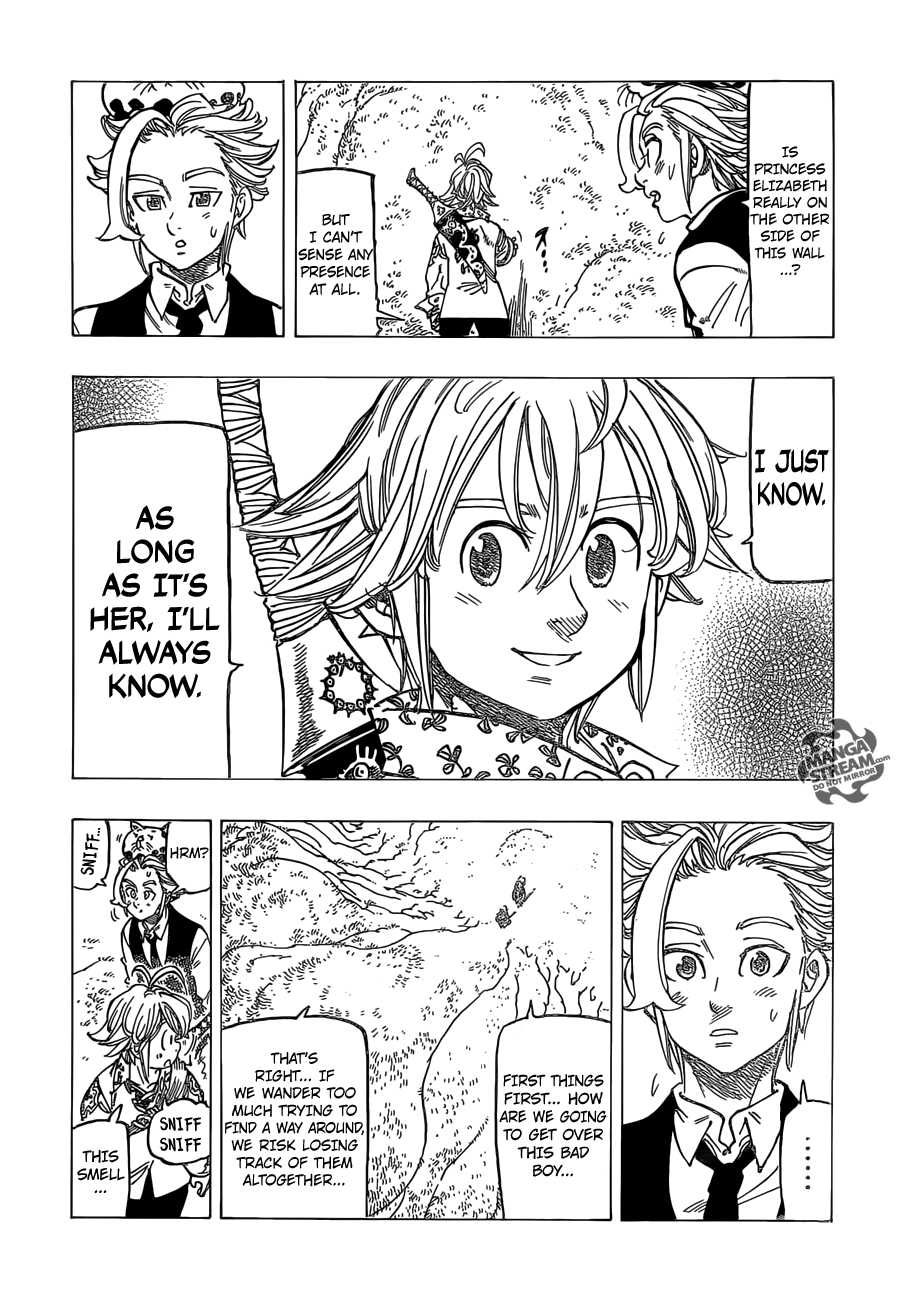 IS
PRINCESS
ELIZABETH
REALLY ON
THE OTHER
SIDE OF
THIS WALL
...?
BUT
I CAN'T
SENSE ANY
PRESENCE
AT ALL.
I JUST
KNOW.
AS
LONG
AS IT'S
HER, I'LL
ALWAYS
KNOW.
MANGA
STREAM.com
DO NOT MIRROR
.......
FIRST THINGS
FIRST... HOW
ARE WE GOING
TO GET OVER
THIS BAD
BOY...
THAT'S
RIGHT... IF
WE WANDER TOO
MUCH TRYING TO
FIND A WAY AROUND,
WE RISK LOSING
TRACK OF THEM
ALTOGETHER...
HRM?
SNIFF...
SNIFF
SNIFF
THIS
SMELL
...